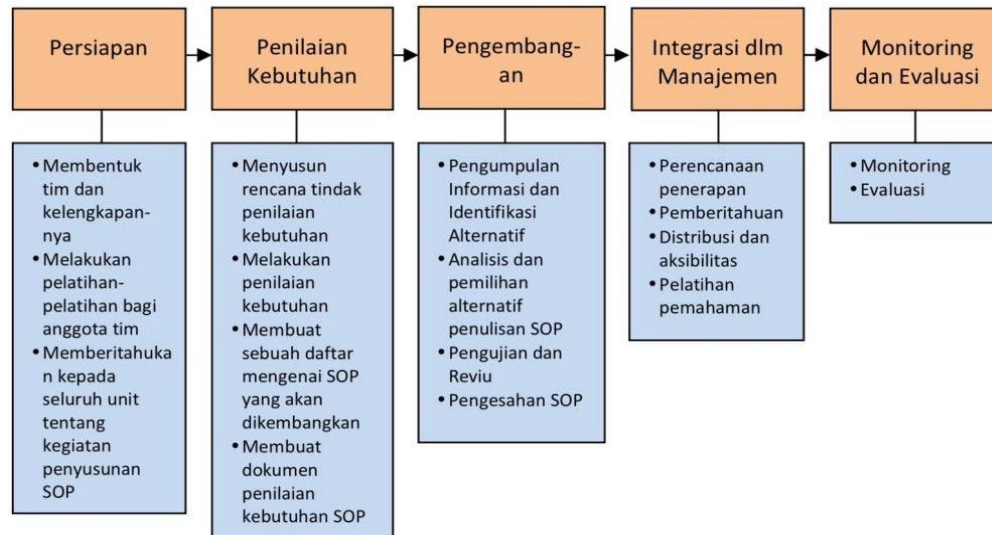 Persiapan
Penilaian
Kebutuhan
Pengembang-
an
Integrasi dlm
Manajemen
Monitoring
dan Evaluasi
• Membentuk
tim dan
kelengkapan-
nya
• Melakukan
pelatihan-
pelatihan bagi
anggota tim
• Memberitahuka
n kepada
seluruh unit
tentang
kegiatan
penyusunan
SOP
• Menyusun
rencana tindak
penilaian
kebutuhan
• Melakukan
penilaian
kebutuhan
• Membuat
sebuah daftar
mengenai SOP
yang akan
dikembangkan
• Membuat
dokumen
penilaian
kebutuhan SOP
• Pengumpulan
Informasi dan
Identifikasi
Alternatif
• Analisis dan
pemilihan
alternatif
penulisan SOP
• Pengujian dan
Reviu
• Pengesahan SOP
• Perencanaan
penerapan
• Pemberitahuan
• Distribusi dan
aksibilitas
• Pelatihan
pemahaman
• Monitoring
• Evaluasi